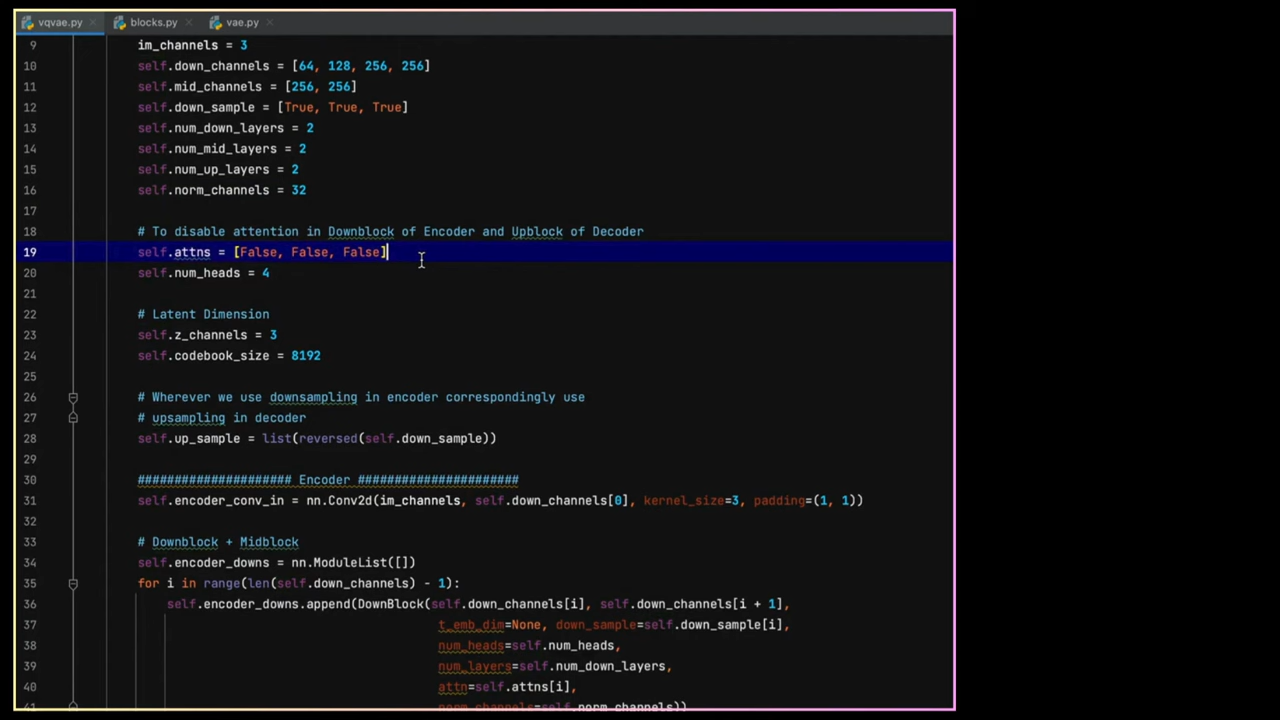 vqvae.py blocks.py vae.py
9 im_channels = 3
10 self.down_channels = [64, 128, 256, 256]
11 self.mid_channels = [256, 256]
12 self.down_sample = [True, True, True]
13 self.num_down_layers = 2
14 self.num_mid_layers = 2
15 self.num_up_layers = 2
16 self.norm_channels = 32
17
18 # To disable attention in Downblock of Encoder and Upblock of Decoder
19 self.attns = [False, False, False]
20 self.num_heads = 4
21
22 # Latent Dimension
23 self.z_channels = 3
24 self.codebook_size = 8192
25
26 # Wherever we use downsampling in encoder correspondingly use
27 # upsampling in decoder
28 self.up_sample = list(reversed(self.down_sample))
29
30 ##################### Encoder ######################
31 self.encoder_conv_in = nn.Conv2d(im_channels, self.down_channels[0], kernel_size=3, padding=(1, 1))
32
33 # Downblock + Midblock
34 self.encoder_downs = nn.ModuleList([])
35 for i in range(len(self.down_channels) - 1):
36 self.encoder_downs.append(DownBlock(self.down_channels[i], self.down_channels[i + 1],
37 t_emb_dim=None, down_sample=self.down_sample[i],
38 num_heads=self.num_heads,
39 num_layers=self.num_down_layers,
40 attn=self.attns[i],
41 norm_channels=self.norm_channels))